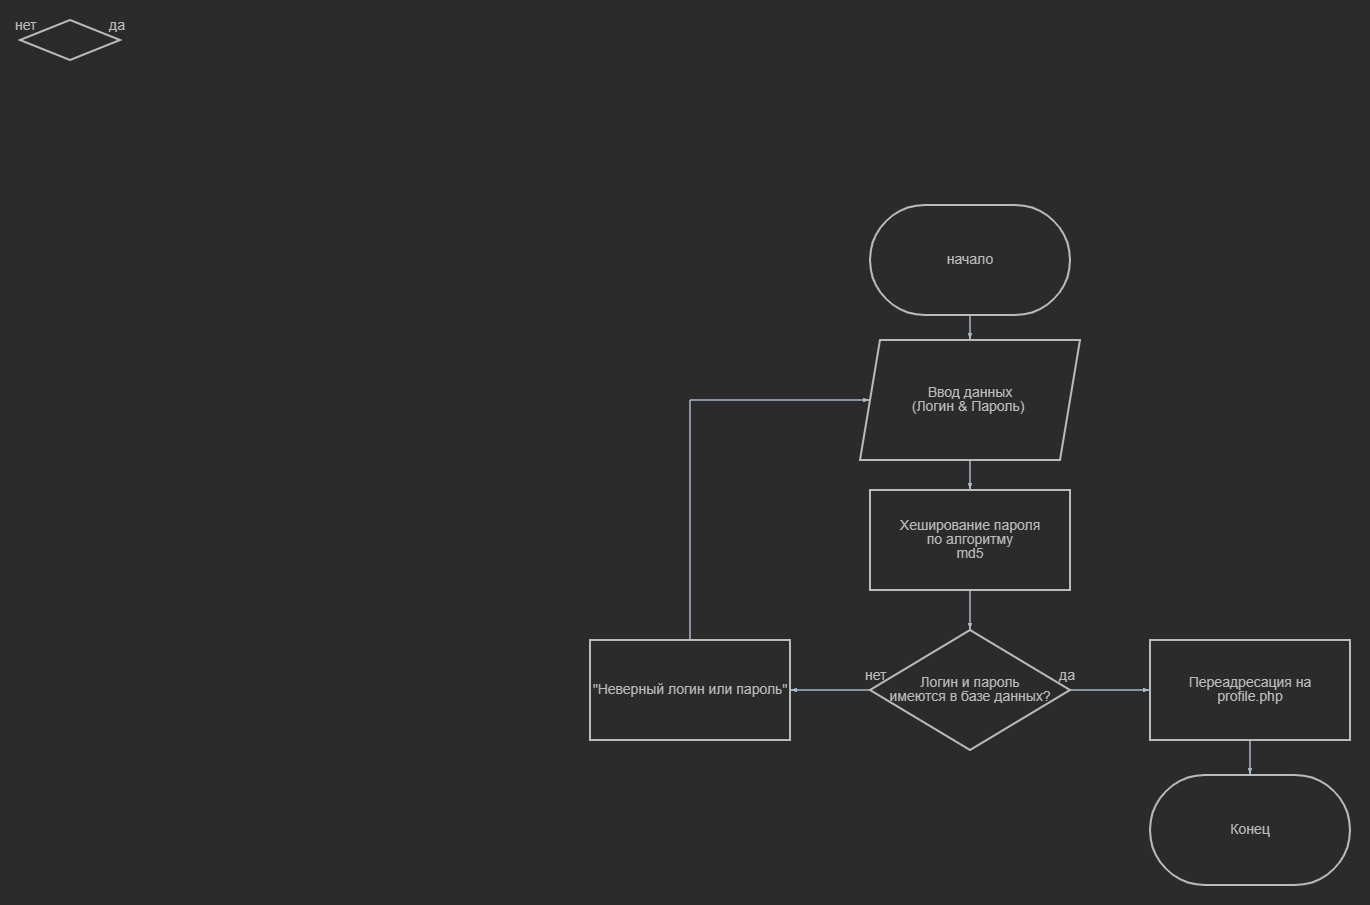 нет
да
начало
Ввод данных
(Логин & Пароль)
Хеширование пароля
по алгоритму
md5
"Неверный логин или пароль"
нет
Логин и пароль
имеются в базе данных?
да
Переадресация на
profile.php
Конец